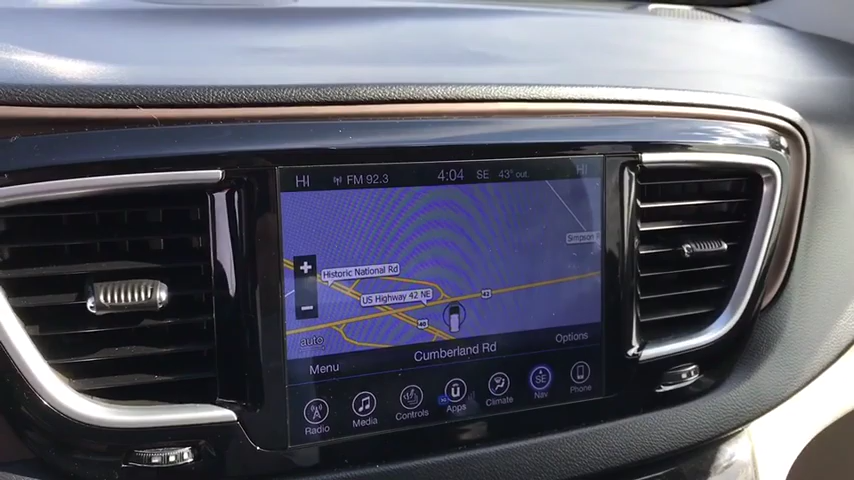 HI FM 92.3 4:04 SE 43° out. HI
Simpson R
Historic National Rd
US Highway 42 NE
42
40
auto
Menu Cumberland Rd Options
Radio Media Controls Apps Climate Nav Phone
ū
SE